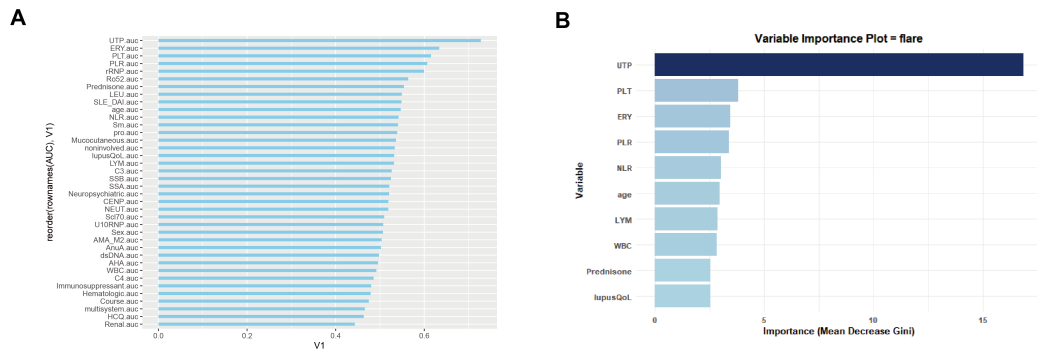 A
reorder(rownames(AUC), V1)
UTP.auc
ERY.auc
PLT.auc
PLR.auc
rRNP.auc
Ro52.auc
Prednisone.auc
LEU.auc
SLE_DAI.auc
age.auc
NLR.auc
Sm.auc
pro.auc
Mucocutaneous.auc
noninvolved.auc
lupusQoL.auc
LYM.auc
C3.auc
SSB.auc
SSA.auc
Neuropsychiatric.auc
CENP.auc
NEUT.auc
Scl70.auc
U10RNP.auc
Sex.auc
AMA_M2.auc
AnuA.auc
dsDNA.auc
AHA.auc
WBC.auc
C4.auc
Immunosuppressant.auc
Hematologic.auc
Course.auc
multisystem.auc
HCQ.auc
Renal.auc
0.0 0.2 0.4 0.6
V1
B
Variable Importance Plot = flare
Variable
UTP
PLT
ERY
PLR
NLR
age
LYM
WBC
Prednisone
lupusQoL
0 5 10 15
Importance (Mean Decrease Gini)